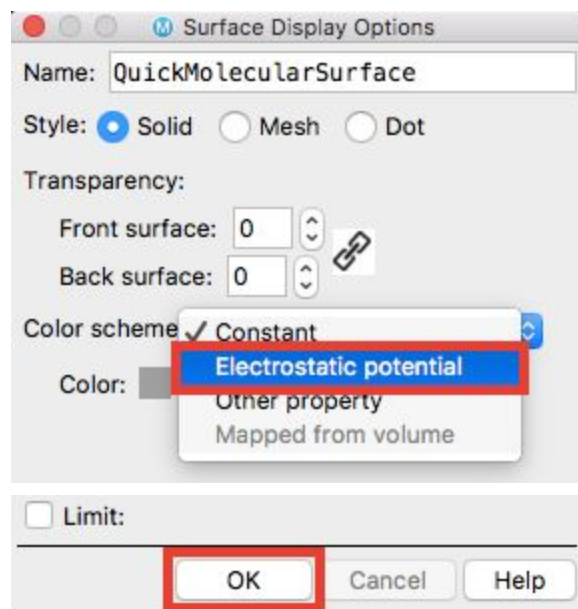 Surface Display Options
Name: QuickMolecularSurface
Style: Solid Mesh Dot
Transparency:
Front surface: 0
Back surface: 0
Color scheme ✓ Constant
Electrostatic potential
Color: Other property
Mapped from volume
Limit:
OK Cancel Help